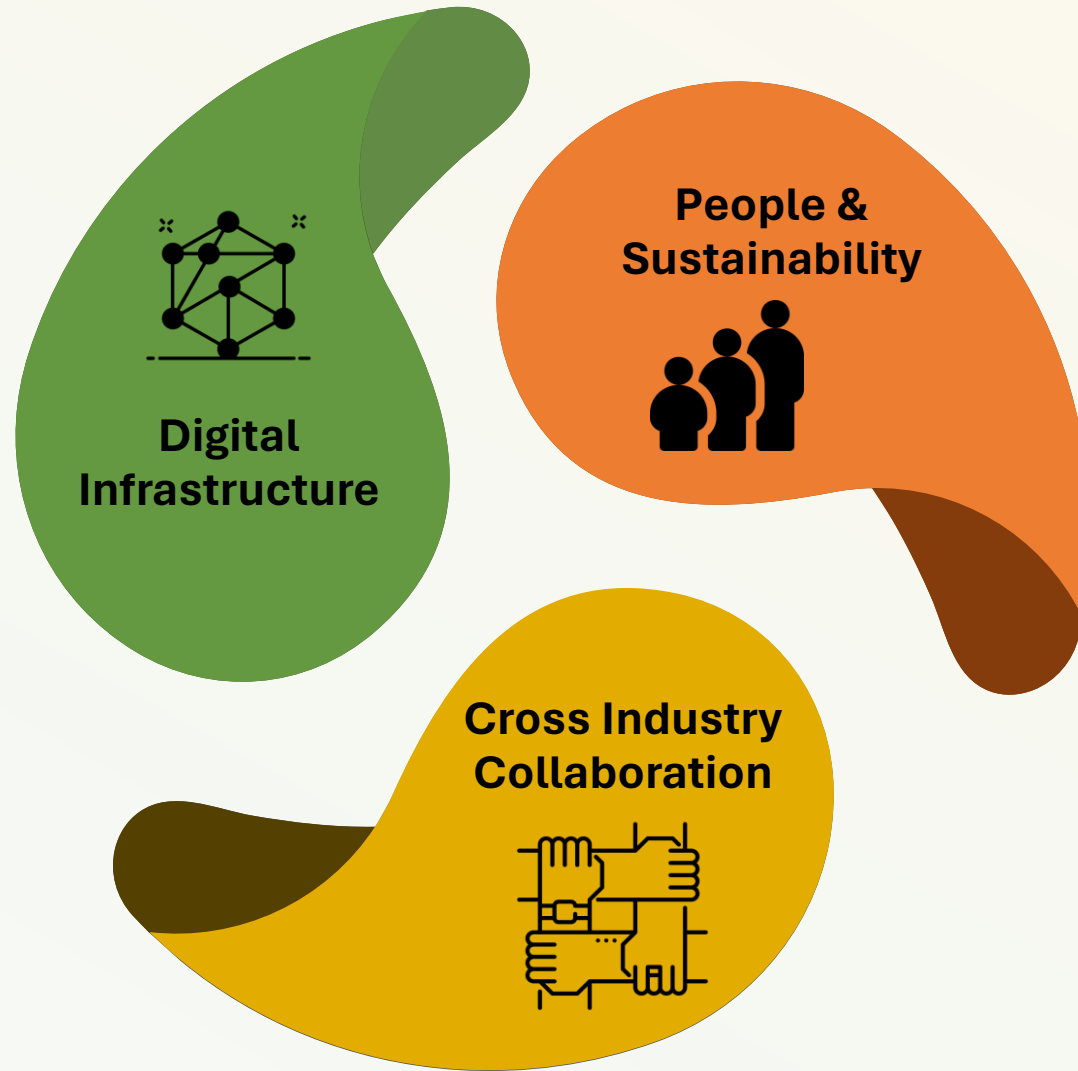 Digital
Infrastructure
People &
Sustainability
Cross Industry
Collaboration